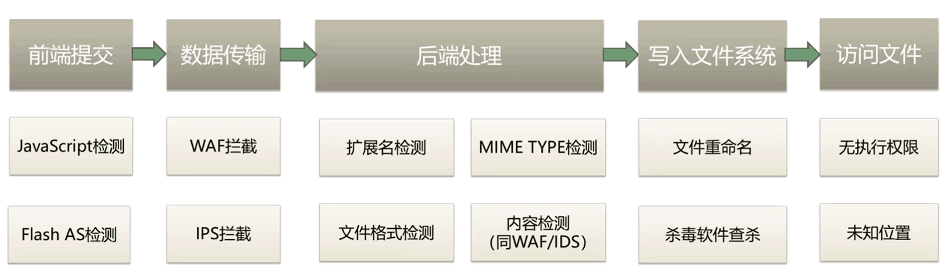 前端提交
数据传输
后端处理
写入文件系统
访问文件
JavaScript检测
WAF拦截
扩展名检测
MIME TYPE检测
文件重命名
无执行权限
Flash AS检测
IPS拦截
文件格式检测
内容检测
（同WAF/IDS）
杀毒软件查杀
未知位置